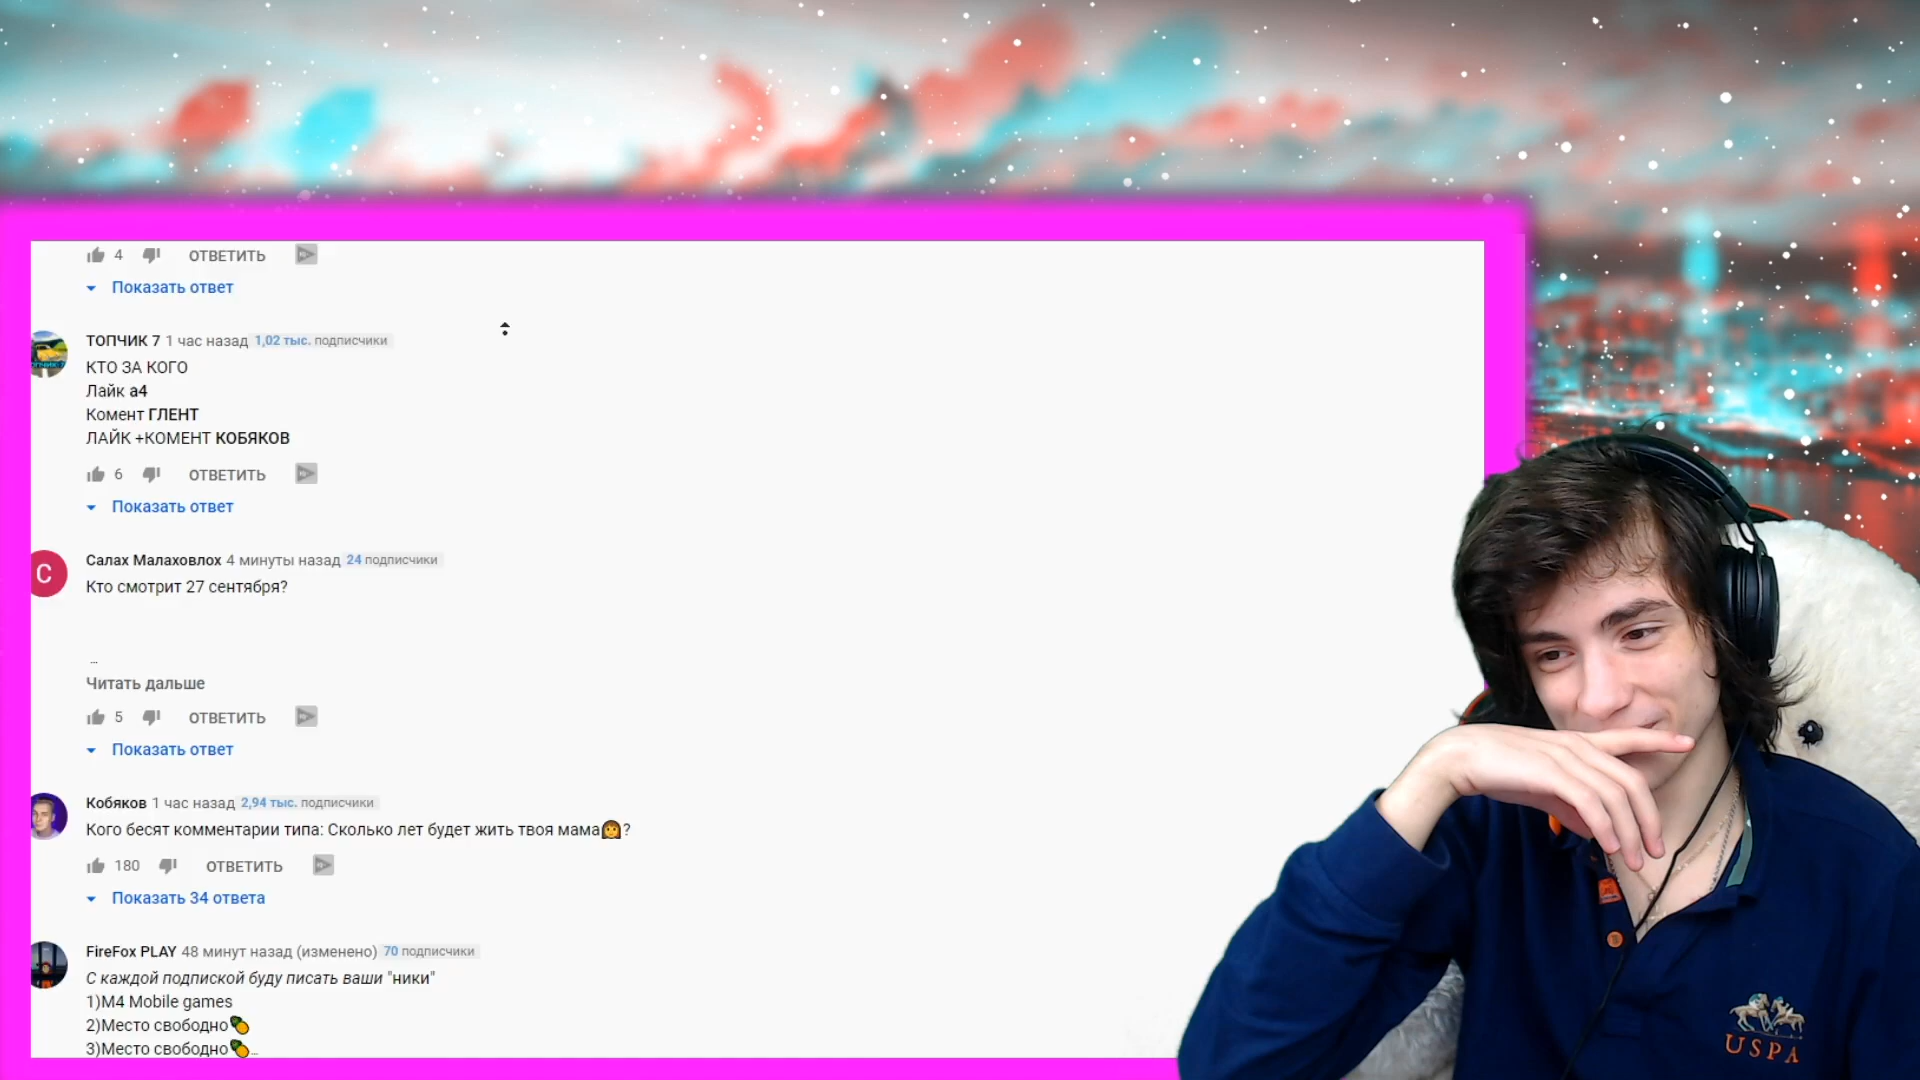 4 ОТВЕТИТЬ
Показать ответ
ТОПЧИК 7 1 час назад 1,02 тыс. подписчики
КТО ЗА КОГО
Лайк а4
Комент ГЛЕНТ
ЛАЙК +КОМЕНТ КОБЯКОВ
6 ОТВЕТИТЬ
Показать ответ
С
Салах Малаховлох 4 минуты назад 24 подписчики
Кто смотрит 27 сентября?
...
Читать дальше
5 ОТВЕТИТЬ
Показать ответ
Кобяков 1 час назад 2,94 тыс. подписчики
Кого бесят комментарии типа: Сколько лет будет жить твоя мама👩?
180 ОТВЕТИТЬ
Показать 34 ответа
FireFox PLAY 48 минут назад (изменено) 70 подписчики
С каждой подпиской буду писать ваши "ники"
1)M4 Mobile games
2)Место свободно🍍
3)Место свободно🍍...
USPA